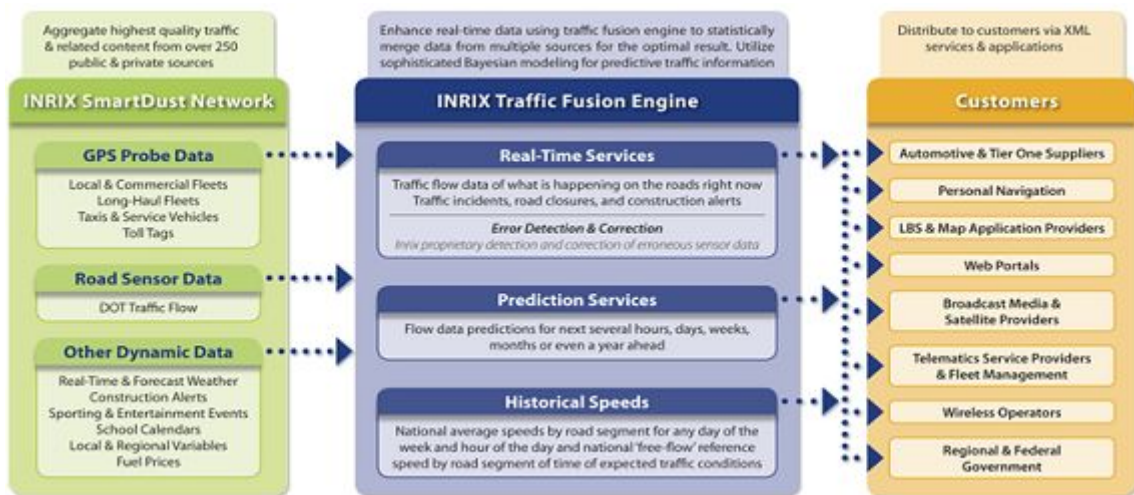 Aggregate highest quality traffic
& related content from over 250
public & private sources
INRIX SmartDust Network
GPS Probe Data
Local & Commercial Fleets
Long-Haul Fleets
Taxis & Service Vehicles
Toll Tags
Road Sensor Data
DOT Traffic Flow
Other Dynamic Data
Real-Time & Forecast Weather
Construction Alerts
Sporting & Entertainment Events
School Calendars
Local & Regional Variables
Fuel Prices
Enhance real-time data using traffic fusion engine to statistically
merge data from multiple sources for the optimal result. Utilize
sophisticated Bayesian modeling for predictive traffic information
INRIX Traffic Fusion Engine
Real-Time Services
Traffic flow data of what is happening on the roads right now
Traffic incidents, road closures, and construction alerts
Error Detection & Correction
Inrix proprietary detection and correction of erroneous sensor data
Prediction Services
Flow data predictions for next several hours, days, weeks,
months or even a year ahead
Historical Speeds
National average speeds by road segment for any day of the
week and hour of the day and national 'free-flow' reference
speed by road segment of time of expected traffic conditions
Distribute to customers via XML
services & applications
Customers
Automotive & Tier One Suppliers
Personal Navigation
LBS & Map Application Providers
Web Portals
Broadcast Media &
Satellite Providers
Telematics Service Providers
& Fleet Management
Wireless Operators
Regional & Federal
Government